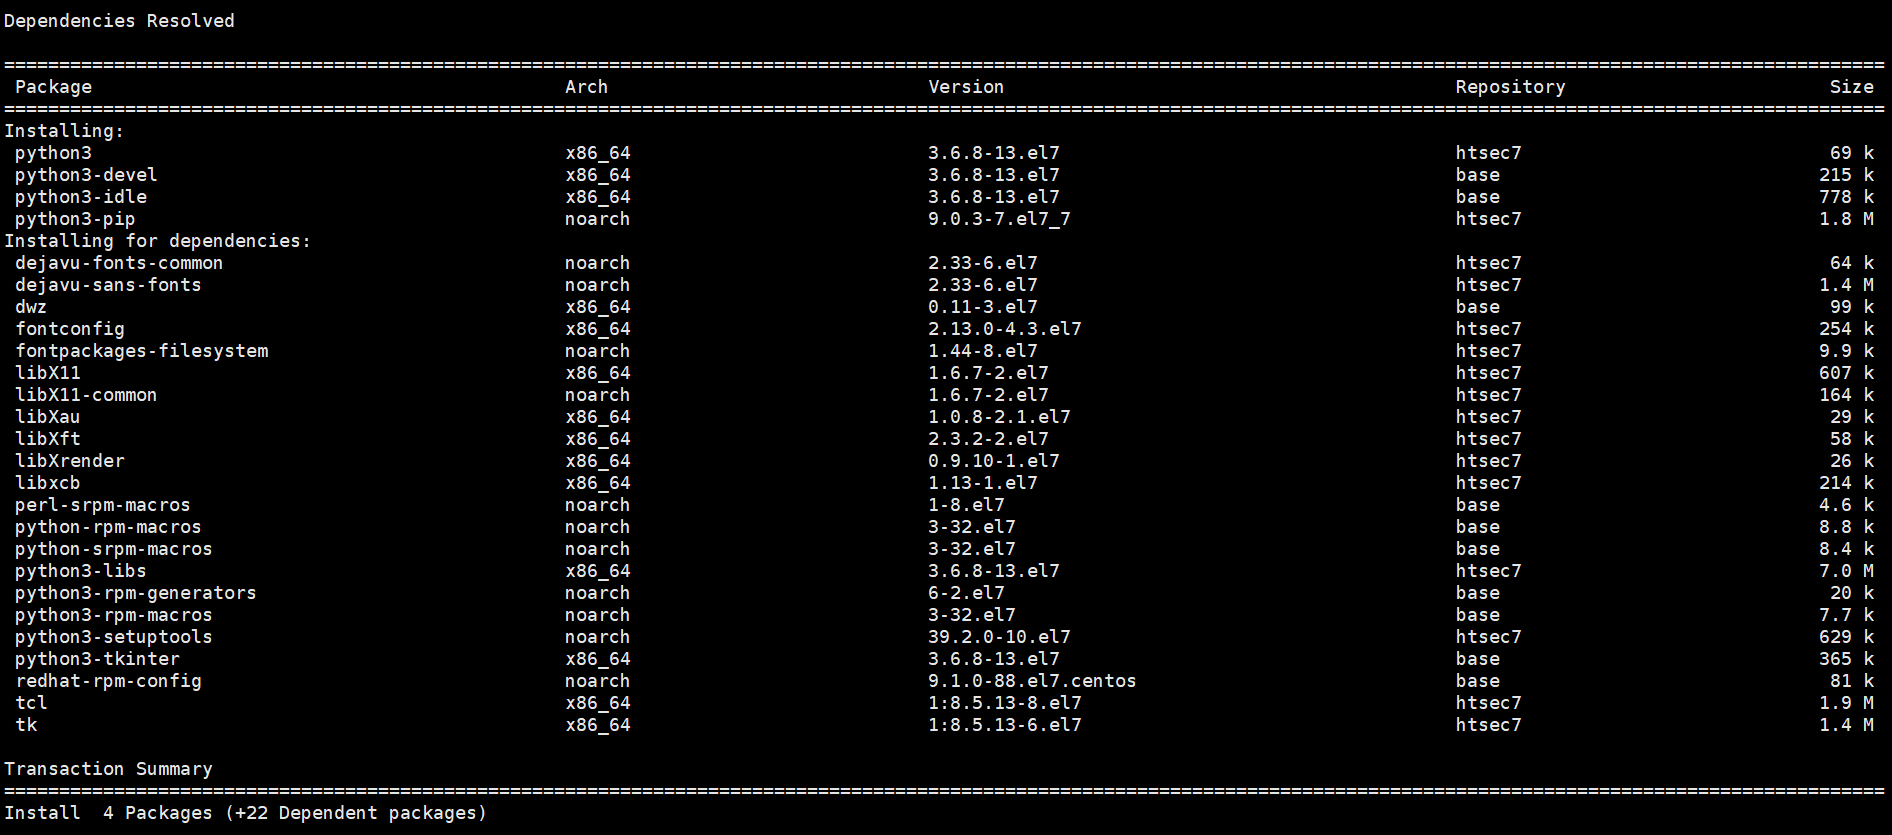 Dependencies Resolved
================================================================================
Package Arch Version Repository Size
================================================================================
Installing:
python3 x86_64 3.6.8-13.el7 htsec7 69 k
python3-devel x86_64 3.6.8-13.el7 base 215 k
python3-idle x86_64 3.6.8-13.el7 base 778 k
python3-pip noarch 9.0.3-7.el7_7 htsec7 1.8 M
Installing for dependencies:
dejavu-fonts-common noarch 2.33-6.el7 htsec7 64 k
dejavu-sans-fonts noarch 2.33-6.el7 htsec7 1.4 M
dwz x86_64 0.11-3.el7 base 99 k
fontconfig x86_64 2.13.0-4.3.el7 htsec7 254 k
fontpackages-filesystem noarch 1.44-8.el7 htsec7 9.9 k
libX11 x86_64 1.6.7-2.el7 htsec7 607 k
libX11-common noarch 1.6.7-2.el7 htsec7 164 k
libXau x86_64 1.0.8-2.1.el7 htsec7 29 k
libXft x86_64 2.3.2-2.el7 htsec7 58 k
libXrender x86_64 0.9.10-1.el7 htsec7 26 k
libxcb x86_64 1.13-1.el7 htsec7 214 k
perl-srpm-macros noarch 1-8.el7 base 4.6 k
python-rpm-macros noarch 3-32.el7 base 8.8 k
python-srpm-macros noarch 3-32.el7 base 8.4 k
python3-libs x86_64 3.6.8-13.el7 htsec7 7.0 M
python3-rpm-generators noarch 6-2.el7 base 20 k
python3-rpm-macros noarch 3-32.el7 base 7.7 k
python3-setuptools noarch 39.2.0-10.el7 htsec7 629 k
python3-tkinter x86_64 3.6.8-13.el7 base 365 k
redhat-rpm-config noarch 9.1.0-88.el7.centos base 81 k
tcl x86_64 1:8.5.13-8.el7 htsec7 1.9 M
tk x86_64 1:8.5.13-6.el7 htsec7 1.4 M
Transaction Summary
================================================================================
Install 4 Packages (+22 Dependent packages)